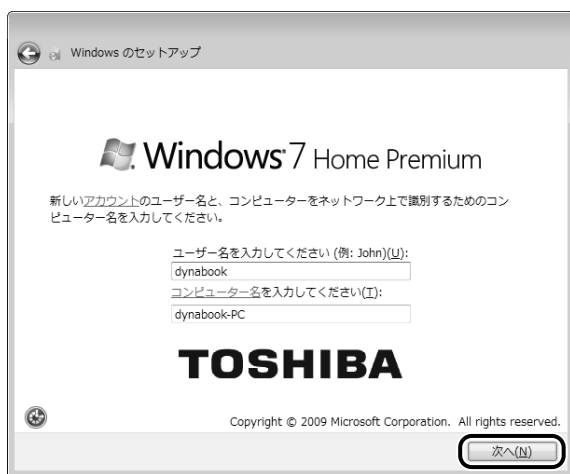 Windows のセットアップ
Windows 7 Home Premium
新しいアカウントのユーザー名と、コンピューターをネットワーク上で識別するためのコン
ピューター名を入力してください。
ユーザー名を入力してください (例: John)(U):
dynabook
コンピューター名を入力してください(T):
dynabook-PC
TOSHIBA
Copyright © 2009 Microsoft Corporation. All rights reserved.
次へ(N)